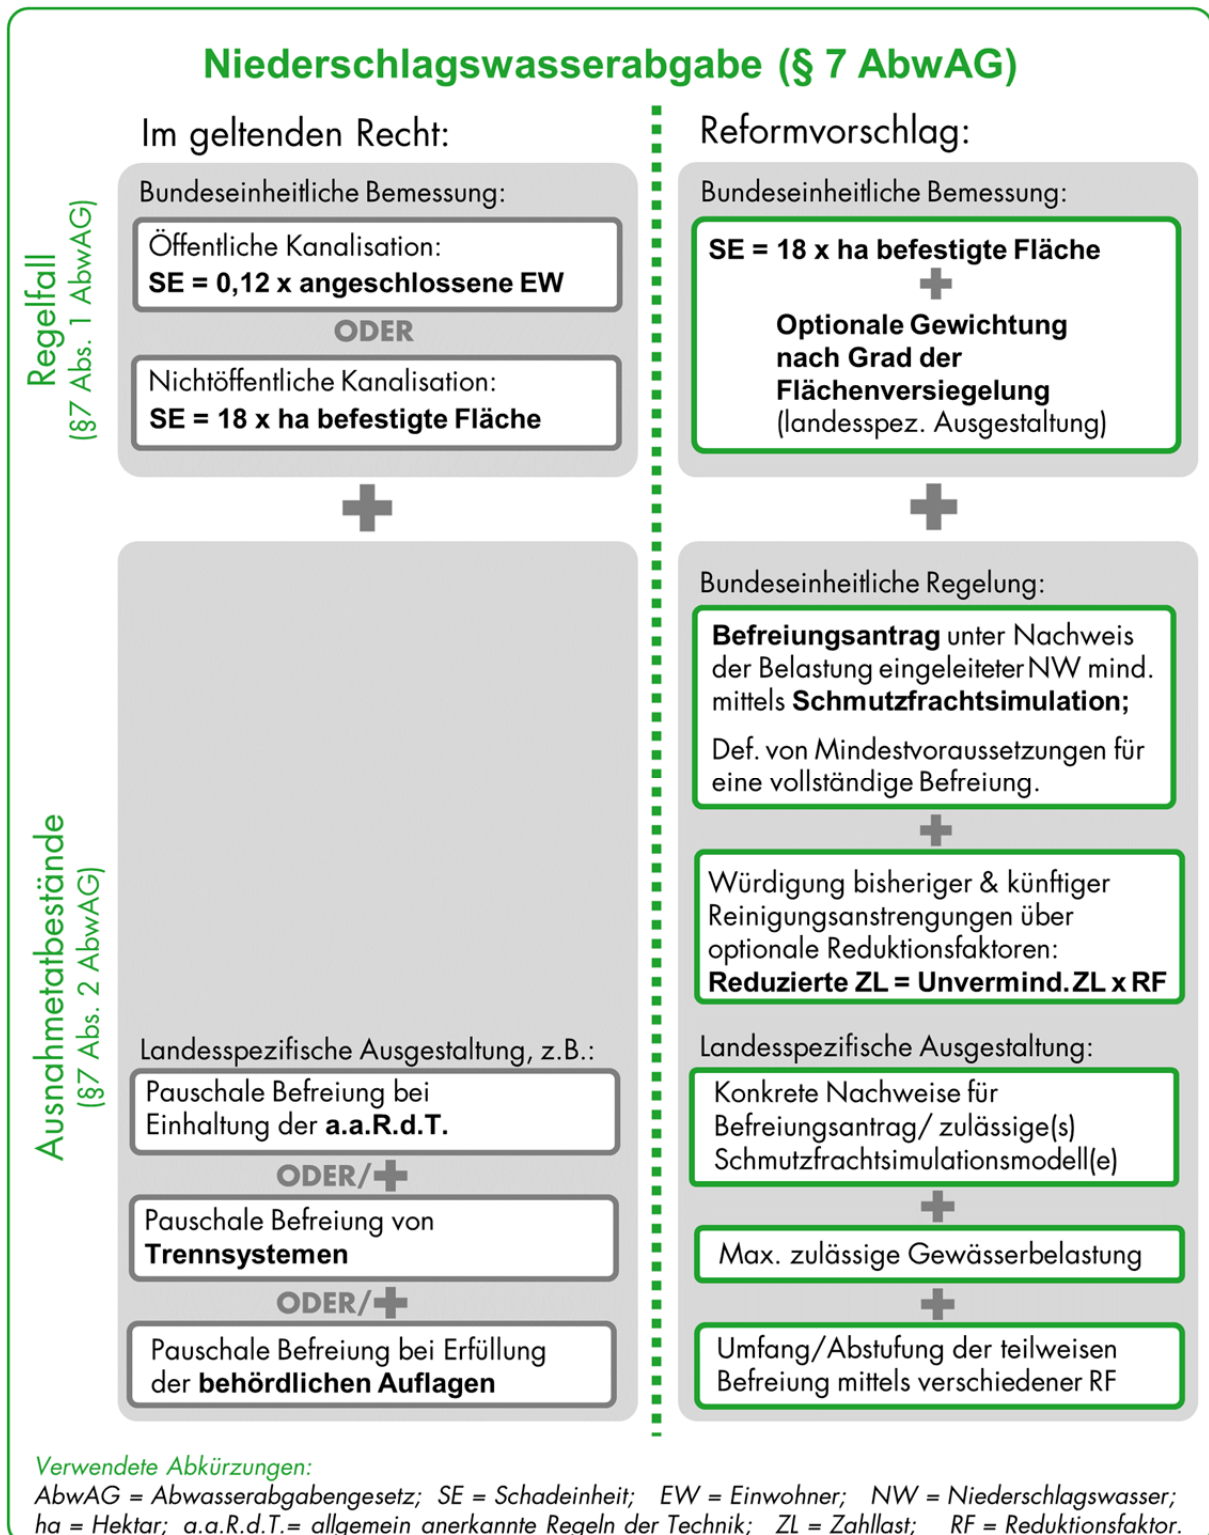 Niederschlagswasserabgabe (§ 7 AbwAG)
Im geltenden Recht:
Regelfall
(§7 Abs. 1 AbwAG)
Bundeseinheitliche Bemessung:
Öffentliche Kanalisation:
SE = 0,12 x angeschlossene EW
ODER
Nichtöffentliche Kanalisation:
SE = 18 x ha befestigte Fläche
Ausnahmetatbestände
(§7 Abs. 2 AbwAG)
Landesspezifische Ausgestaltung, z.B.:
Pauschale Befreiung bei
Einhaltung der a.a.R.d.T.
ODER/+
Pauschale Befreiung von
Trennsystemen
ODER/+
Pauschale Befreiung bei Erfüllung
der behördlichen Auflagen
Reformvorschlag:
Bundeseinheitliche Bemessung:
SE = 18 x ha befestigte Fläche
Optionale Gewichtung
nach Grad der
Flächenversiegelung
(landesspez. Ausgestaltung)
Bundeseinheitliche Regelung:
Befreiungsantrag unter Nachweis
der Belastung eingeleiteter NW mind.
mittels Schmutzfrachtsimulation;
Def. von Mindestvoraussetzungen für
eine vollständige Befreiung.
Würdigung bisheriger & künftiger
Reinigungsanstrengungen über
optionale Reduktionsfaktoren:
Reduzierte ZL = Unvermind. ZL x RF
Landesspezifische Ausgestaltung:
Konkrete Nachweise für
Befreiungsantrag/ zulässige(s)
Schmutzfrachtsimulationsmodell(e)
Max. zulässige Gewässerbelastung
Umfang/Abstufung der teilweisen
Befreiung mittels verschiedener RF
Verwendete Abkürzungen:
AbwAG = Abwasserabgabengesetz; SE = Schadeinheit; EW = Einwohner; NW = Niederschlagswasser;
ha = Hektar; a.a.R.d.T.= allgemein anerkannte Regeln der Technik; ZL = Zahllast; RF = Reduktionsfaktor.